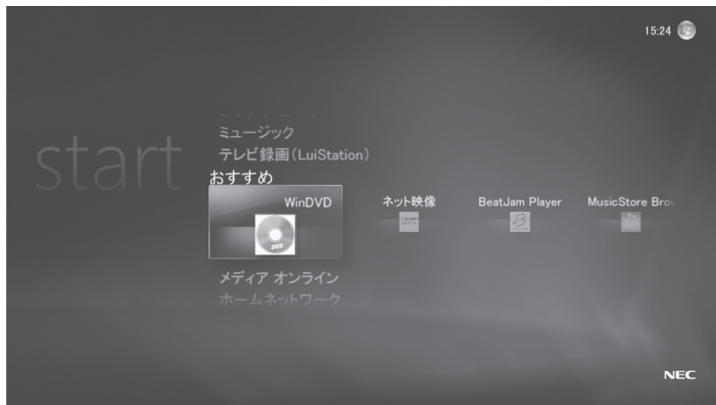 15:24
start
ミュージック
テレビ録画(LuiStation)
おすすめ
WinDVD
ネット映像
BeatJam Player
MusicStore Brow
DVD
メディア オンライン
ホームネットワーク
NEC